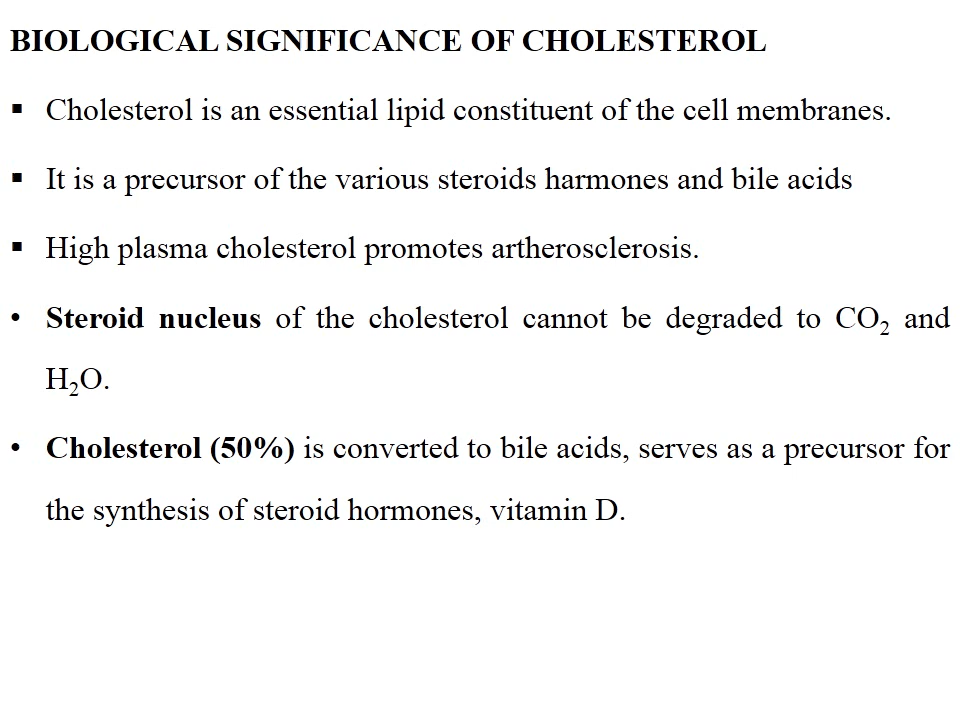 BIOLOGICAL SIGNIFICANCE OF CHOLESTEROL
▪ Cholesterol is an essential lipid constituent of the cell membranes.
▪ It is a precursor of the various steroids harmones and bile acids
▪ High plasma cholesterol promotes artherosclerosis.
• Steroid nucleus of the cholesterol cannot be degraded to CO₂ and
H₂O.
• Cholesterol (50%) is converted to bile acids, serves as a precursor for
the synthesis of steroid hormones, vitamin D.